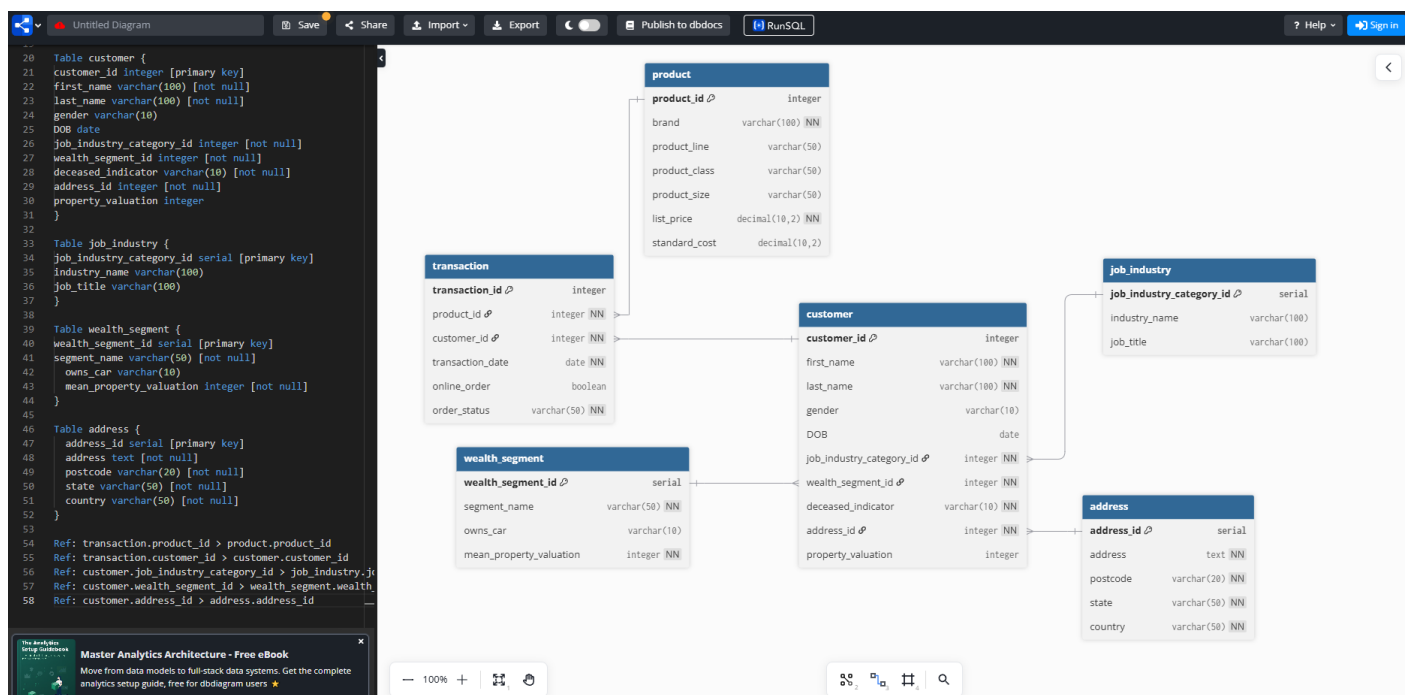 Untitled Diagram
Save
Share
Import
Export
Publish to dbdocs
RunSQL
? Help
Sign in
20 Table customer {
21 customer_id integer [primary key]
22 first_name varchar(100) [not null]
23 last_name varchar(100) [not null]
24 gender varchar(10)
25 DOB date
26 job_industry_category_id integer [not null]
27 wealth_segment_id integer [not null]
28 deceased_indicator varchar(10) [not null]
29 address_id integer [not null]
30 property_valuation integer
31 }
32
33 Table job_industry {
34 job_industry_category_id serial [primary key]
35 industry_name varchar(100)
36 job_title varchar(100)
37 }
38
39 Table wealth_segment {
40 wealth_segment_id serial [primary key]
41 segment_name varchar(50) [not null]
42 owns_car varchar(10)
43 mean_property_valuation integer [not null]
44 }
45
46 Table address {
47 address_id serial [primary key]
48 address text [not null]
49 postcode varchar(20) [not null]
50 state varchar(50) [not null]
51 country varchar(50) [not null]
52 }
53
54 Ref: transaction.product_id > product.product_id
55 Ref: transaction.customer_id > customer.customer_id
56 Ref: customer.job_industry_category_id > job_industry.jo
57 Ref: customer.wealth_segment_id > wealth_segment.wealth_
58 Ref: customer.address_id > address.address_id
The Analytics
Setup Guidebook
Master Analytics Architecture - Free eBook
Move from data models to full-stack data systems. Get the complete
analytics setup guide, free for dbdiagram users
product
product_id integer
brand varchar(100) NN
product_line varchar(50)
product_class varchar(50)
product_size varchar(50)
list_price decimal(10,2) NN
standard_cost decimal(10,2)
transaction
transaction_id integer
product_id integer NN
customer_id integer NN
transaction_date date NN
online_order boolean
order_status varchar(50) NN
customer
customer_id integer
first_name varchar(100) NN
last_name varchar(100) NN
gender varchar(10)
DOB date
job_industry_category_id integer NN
wealth_segment_id integer NN
deceased_indicator varchar(10) NN
address_id integer NN
property_valuation integer
job_industry
job_industry_category_id serial
industry_name varchar(100)
job_title varchar(100)
wealth_segment
wealth_segment_id serial
segment_name varchar(50) NN
owns_car varchar(10)
mean_property_valuation integer NN
address
address_id serial
address text NN
postcode varchar(20) NN
state varchar(50) NN
country varchar(50) NN
100%
1
2
3
4